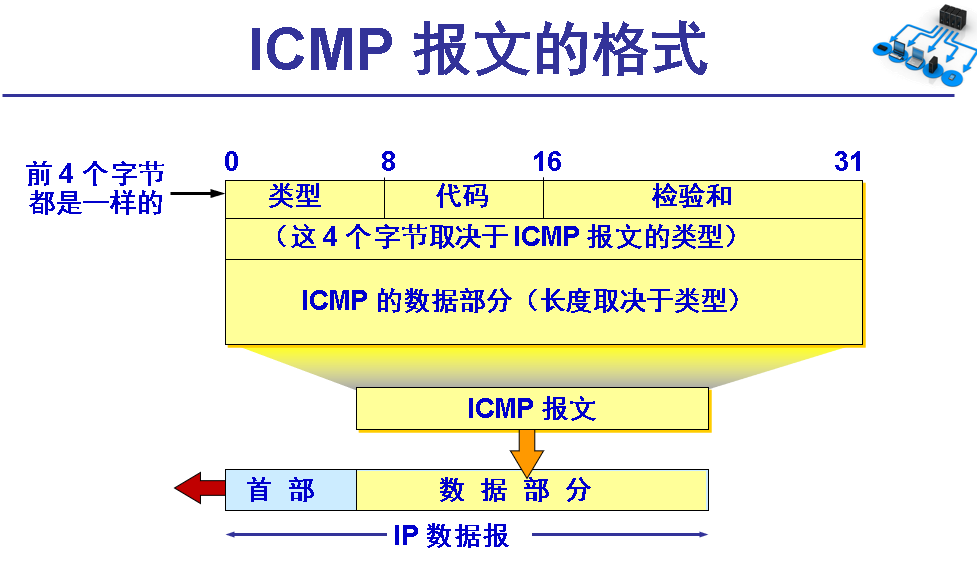 ICMP 报文的格式
0 8 16 31
前 4 个字节
都是一样的
类型 代码 检验和
（这 4 个字节取决于 ICMP 报文的类型）
ICMP 的数据部分（长度取决于类型）
ICMP 报文
首 部 数 据 部 分
IP 数据报